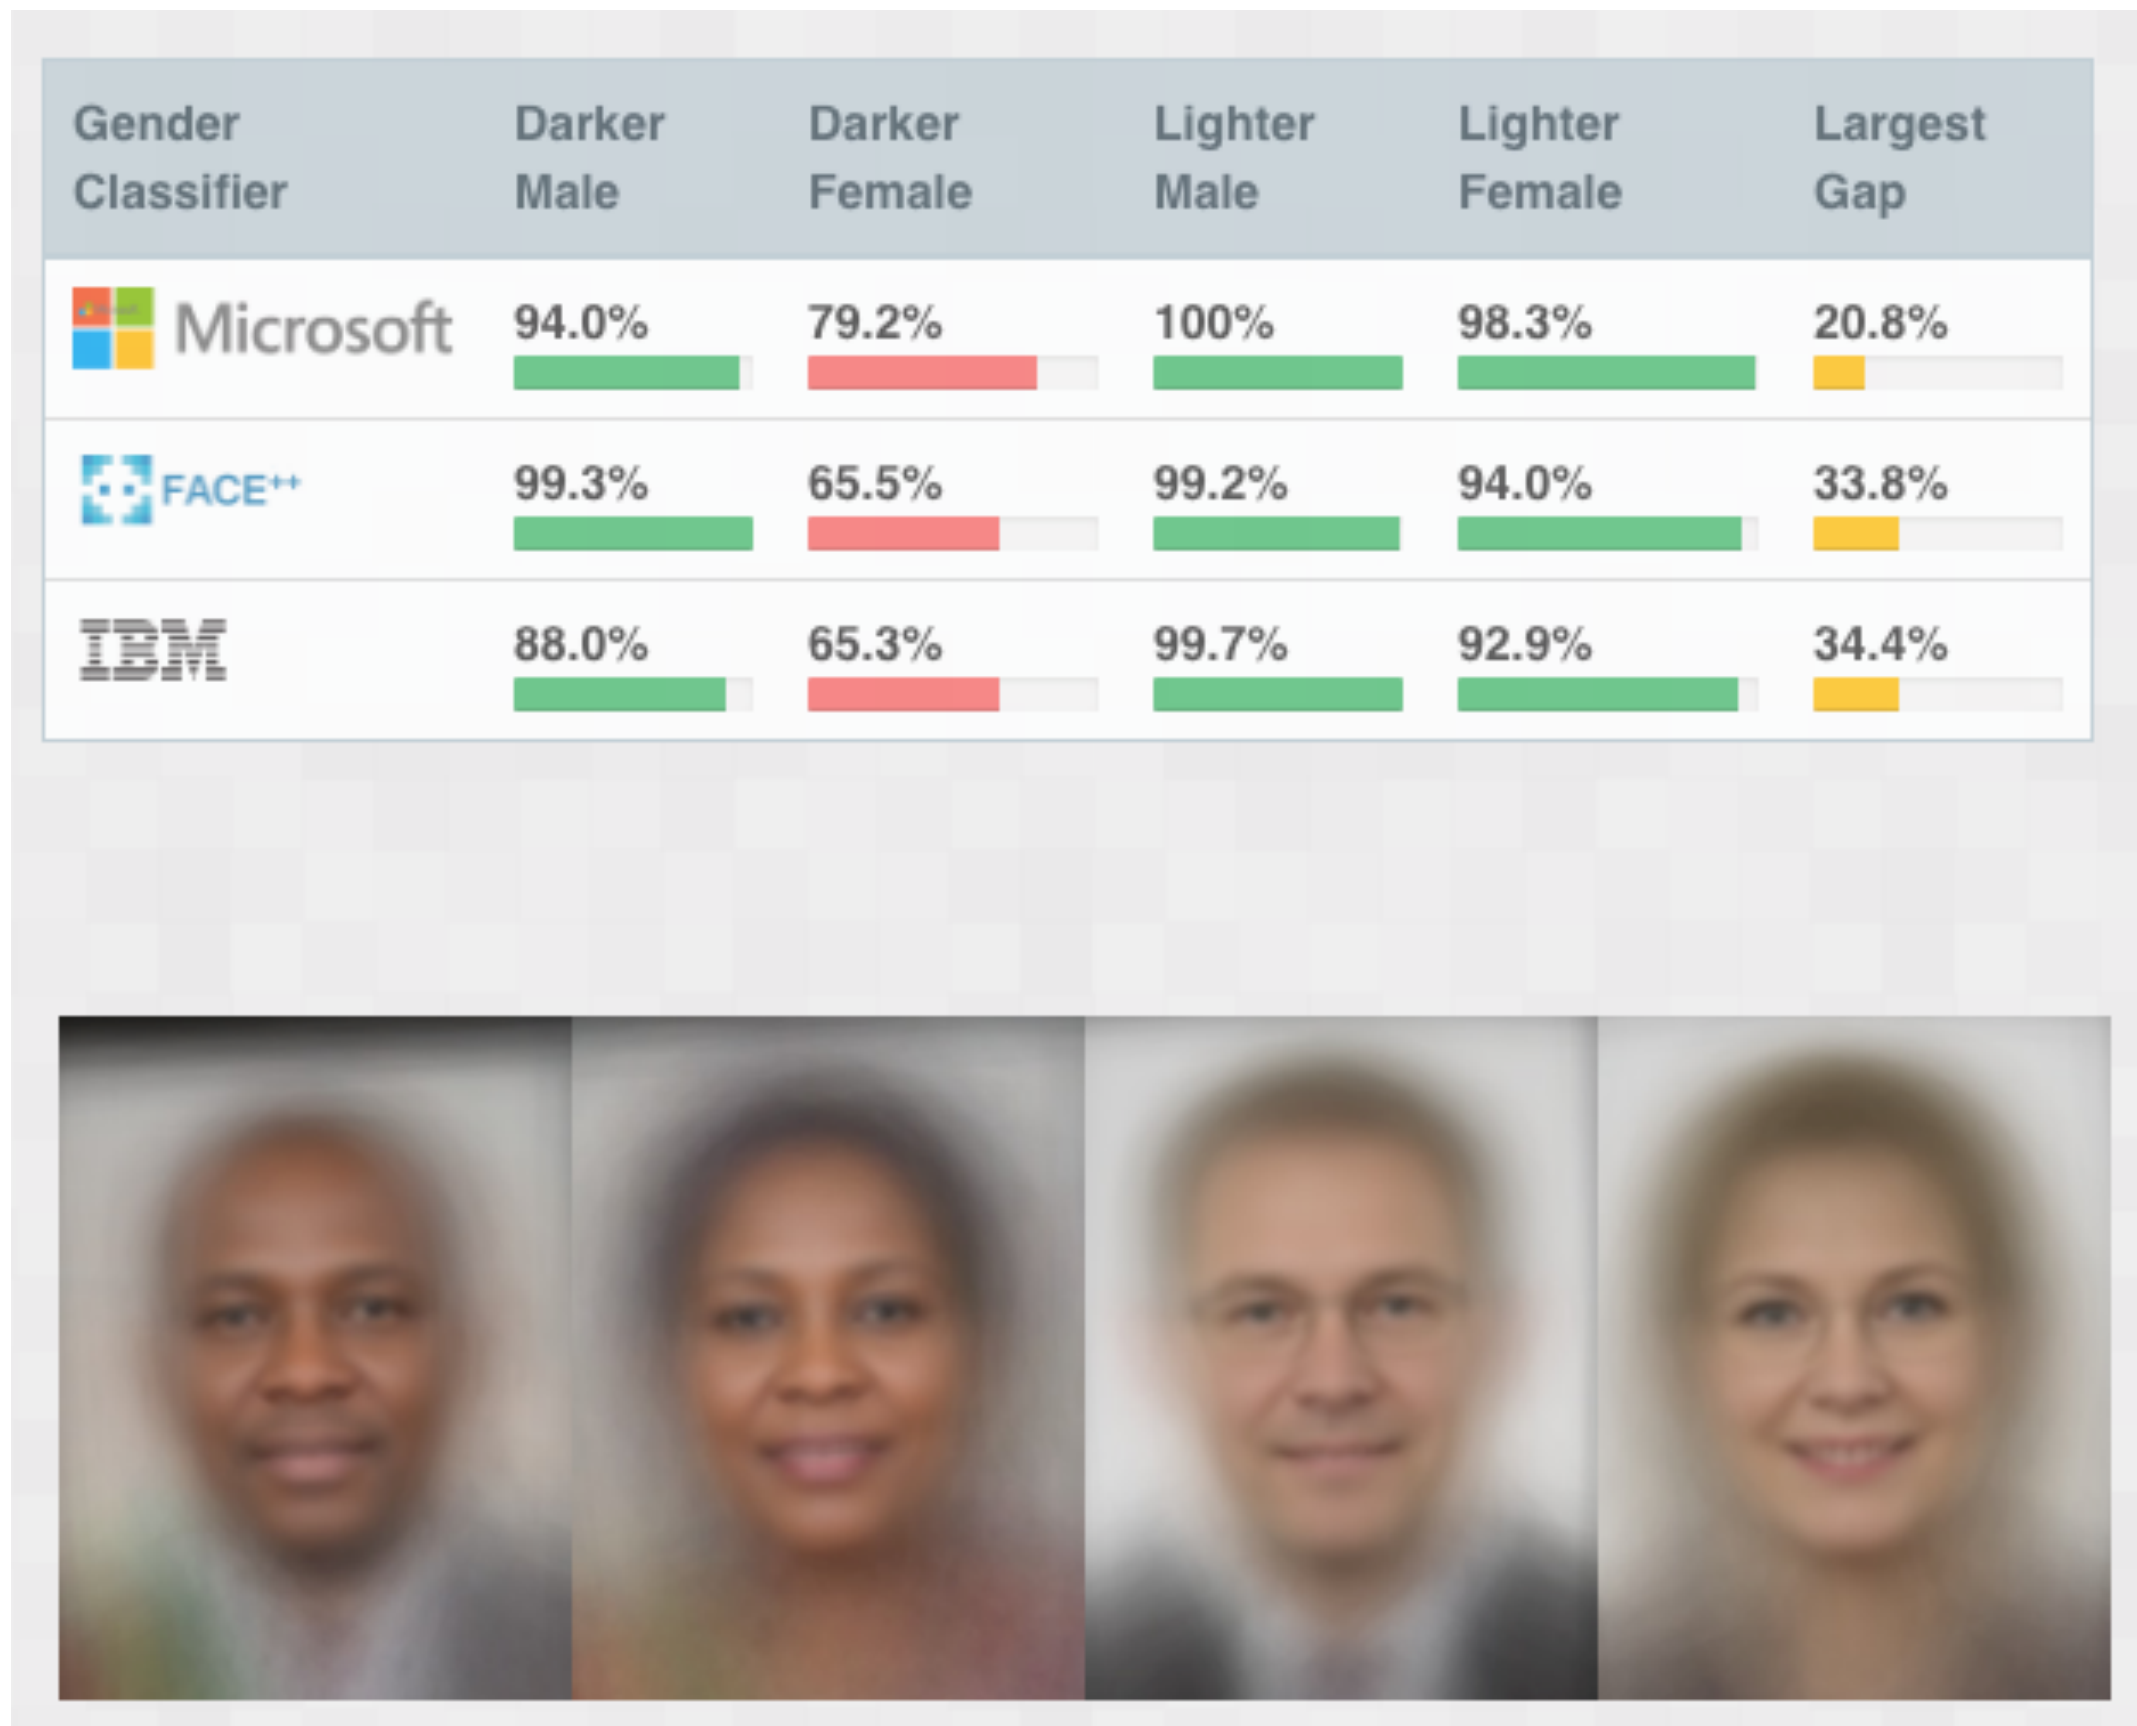 Gender Classifier Darker Male Darker Female Lighter Male Lighter Female Largest Gap
Microsoft 94.0% 79.2% 100% 98.3% 20.8%
FACE++ 99.3% 65.5% 99.2% 94.0% 33.8%
IBM 88.0% 65.3% 99.7% 92.9% 34.4%